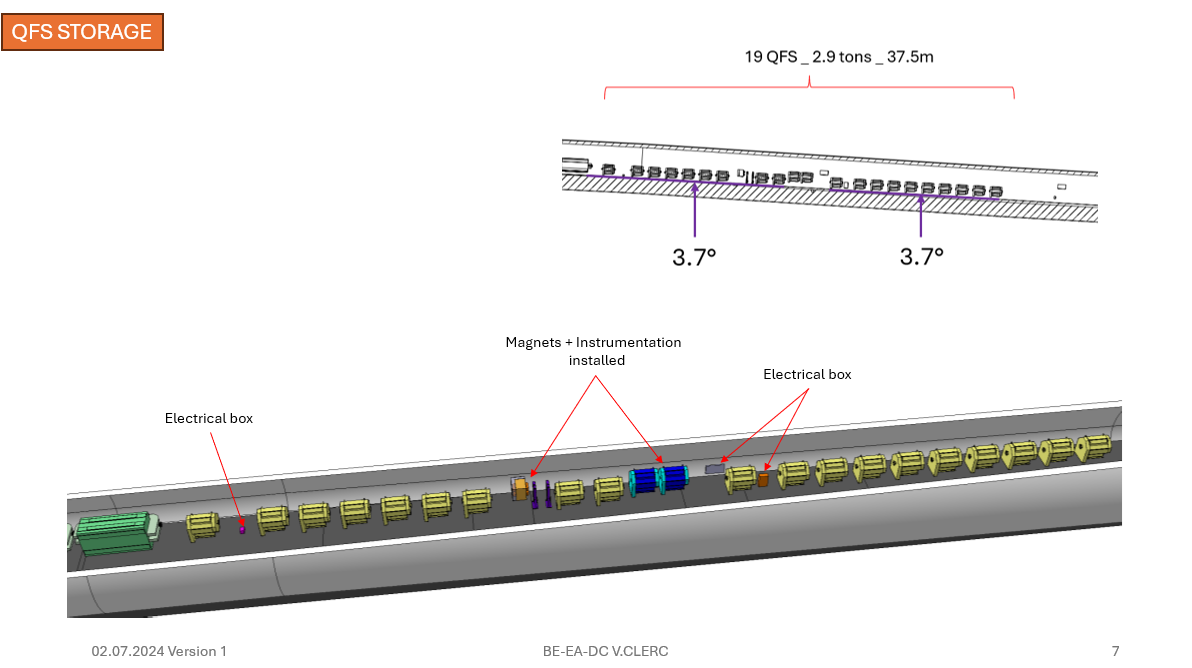 QFS STORAGE
19 QFS _ 2.9 tons _ 37.5m
3.7°
3.7°
Magnets + Instrumentation
installed
Electrical box
Electrical box
02.07.2024 Version 1
BE-EA-DC V.CLERC
7